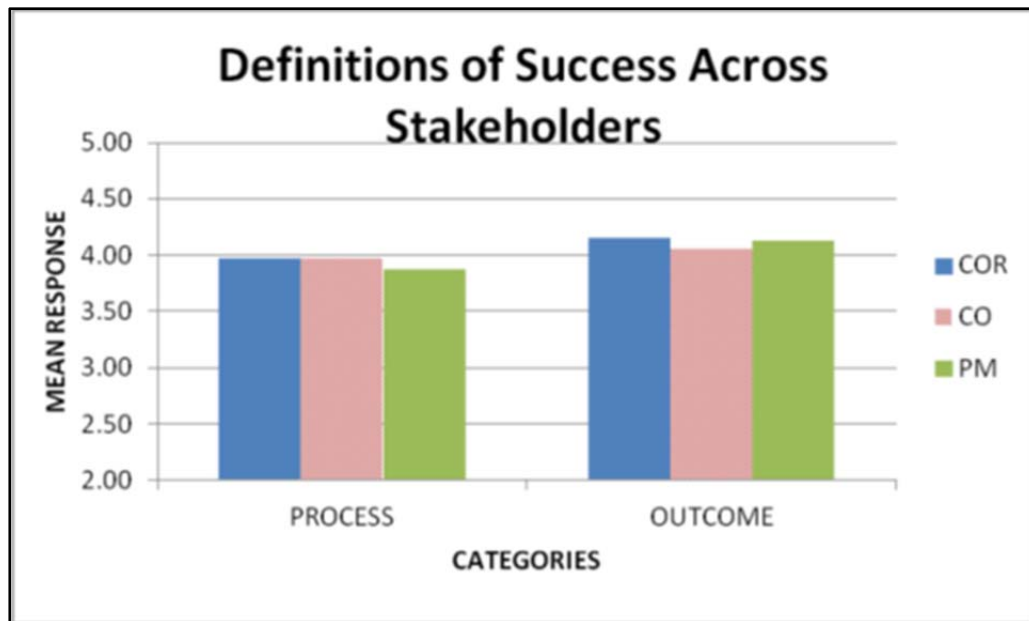 Definitions of Success Across
Stakeholders
5.00
4.50
4.00
3.50
3.00
2.50
2.00
MEAN RESPONSE
PROCESS
OUTCOME
CATEGORIES
COR
CO
PM